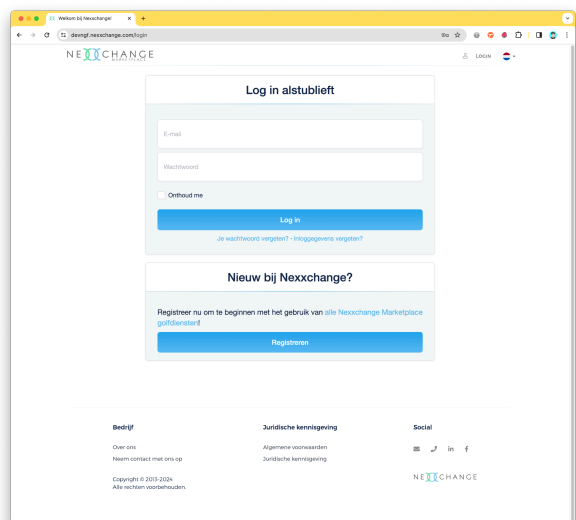 Welkom bij Nexxchange!
devngf.nexxchange.com/login
NEXXCHANGE
MARKETPLACE
LOGIN
Log in alstublieft
E-mail
Wachtwoord
Onthoud me
Log in
Je wachtwoord vergeten? - Inloggegevens vergeten?
Nieuw bij Nexxchange?
Registreer nu om te beginnen met het gebruik van alle Nexxchange Marketplace
golfdiensten!
Registreren
Bedrijf
Juridische kennisgeving
Social
Over ons
Algemene voorwaarden
Neem contact met ons op
Juridische kennisgeving
Copyright © 2013-2024
Alle rechten voorbehouden.
NEXXCHANGE